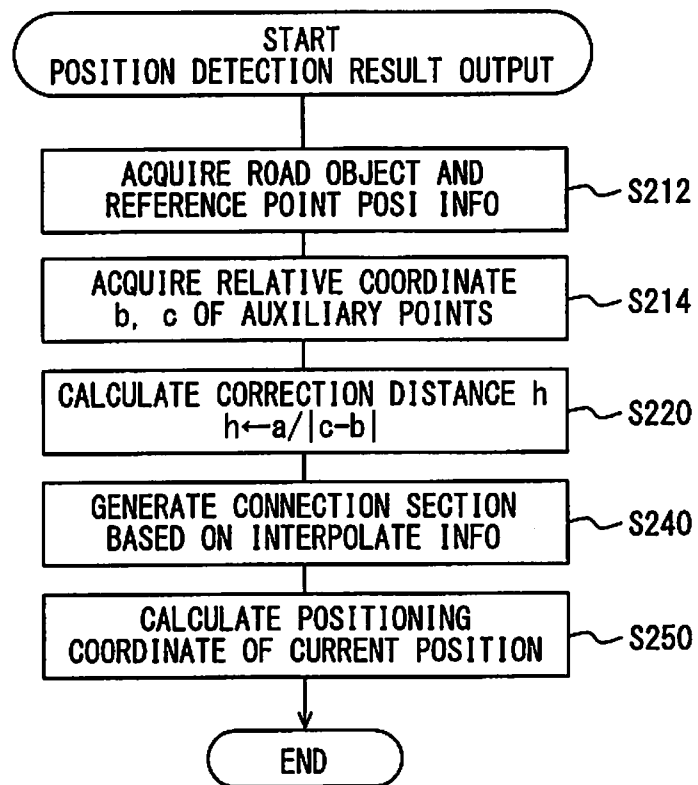 START
POSITION DETECTION RESULT OUTPUT
ACQUIRE ROAD OBJECT AND
REFERENCE POINT POSI INFO
S212
ACQUIRE RELATIVE COORDINATE
b, c OF AUXILIARY POINTS
S214
CALCULATE CORRECTION DISTANCE h
h←a/|c-b|
S220
GENERATE CONNECTION SECTION
BASED ON INTERPOLATE INFO
S240
CALCULATE POSITIONING
COORDINATE OF CURRENT POSITION
S250
END